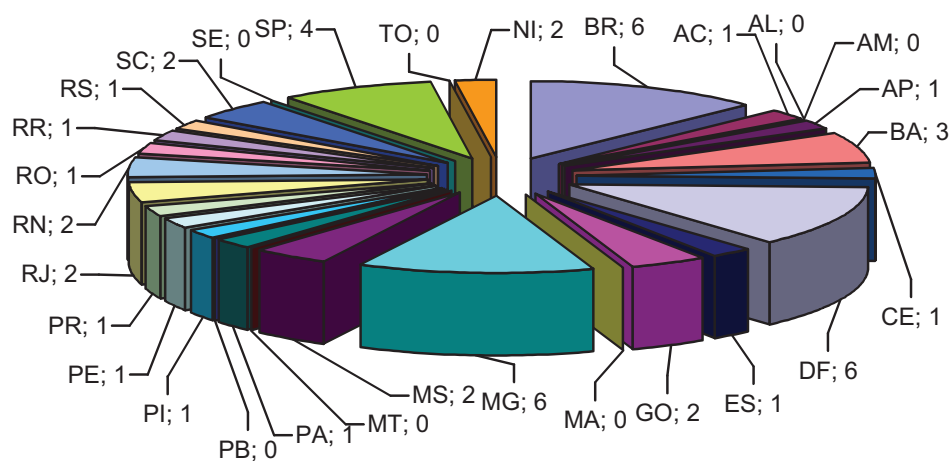 BR; 6
AC; 1
AL; 0
AM; 0
AP; 1
BA; 3
CE; 1
DF; 6
ES; 1
GO; 2
MA; 0
MG; 6
MS; 2
MT; 0
PA; 1
PB; 0
PI; 1
PE; 1
PR; 1
RJ; 2
RN; 2
RO; 1
RR; 1
RS; 1
SC; 2
SE; 0
SP; 4
TO; 0
NI; 2